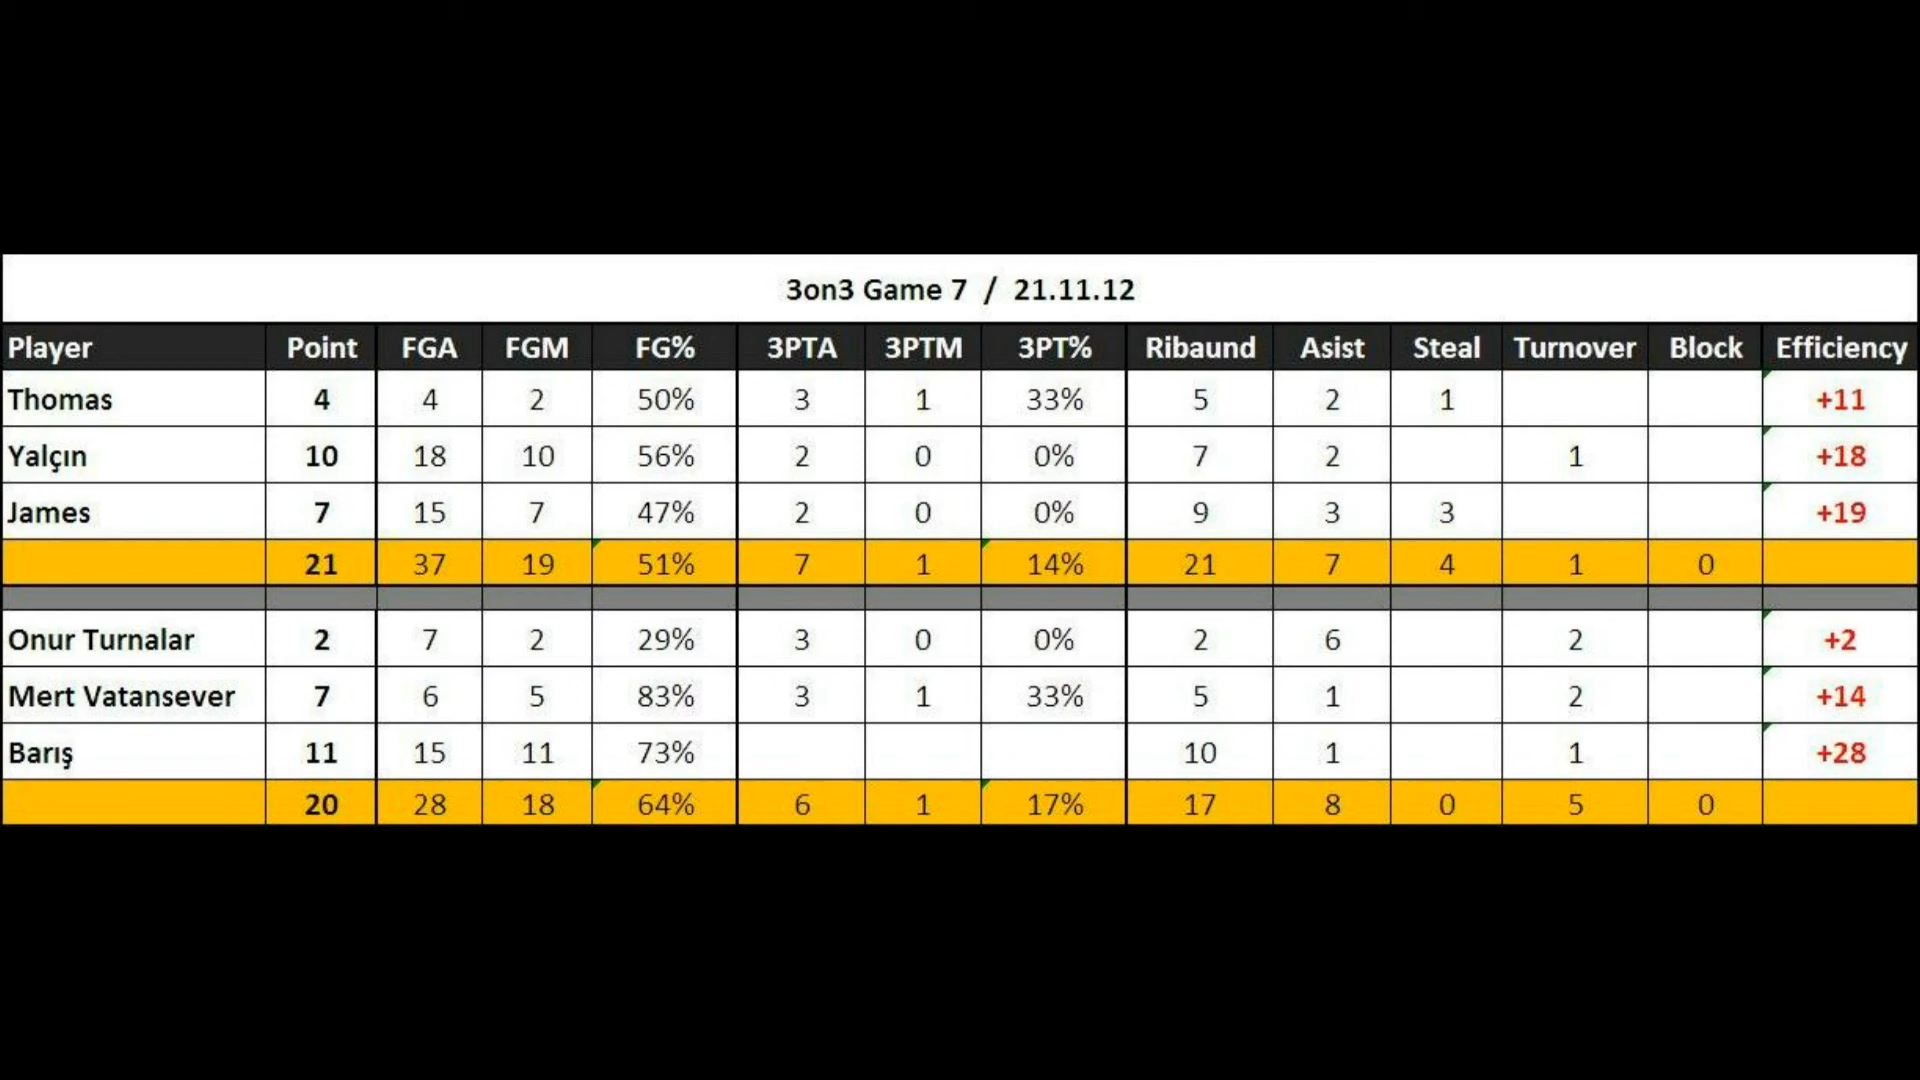 3on3 Game 7 / 21.11.12
Player Point FGA FGM FG% 3PTA 3PTM 3PT% Ribaund Asist Steal Turnover Block Efficiency
Thomas 4 4 2 50% 3 1 33% 5 2 1 +11
Yalçın 10 18 10 56% 2 0 0% 7 2 1 +18
James 7 15 7 47% 2 0 0% 9 3 3 +19
21 37 19 51% 7 1 14% 21 7 4 1 0
Onur Turnalar 2 7 2 29% 3 0 0% 2 6 2 +2
Mert Vatansever 7 6 5 83% 3 1 33% 5 1 2 +14
Barış 11 15 11 73% 10 1 1 +28
20 28 18 64% 6 1 17% 17 8 0 5 0